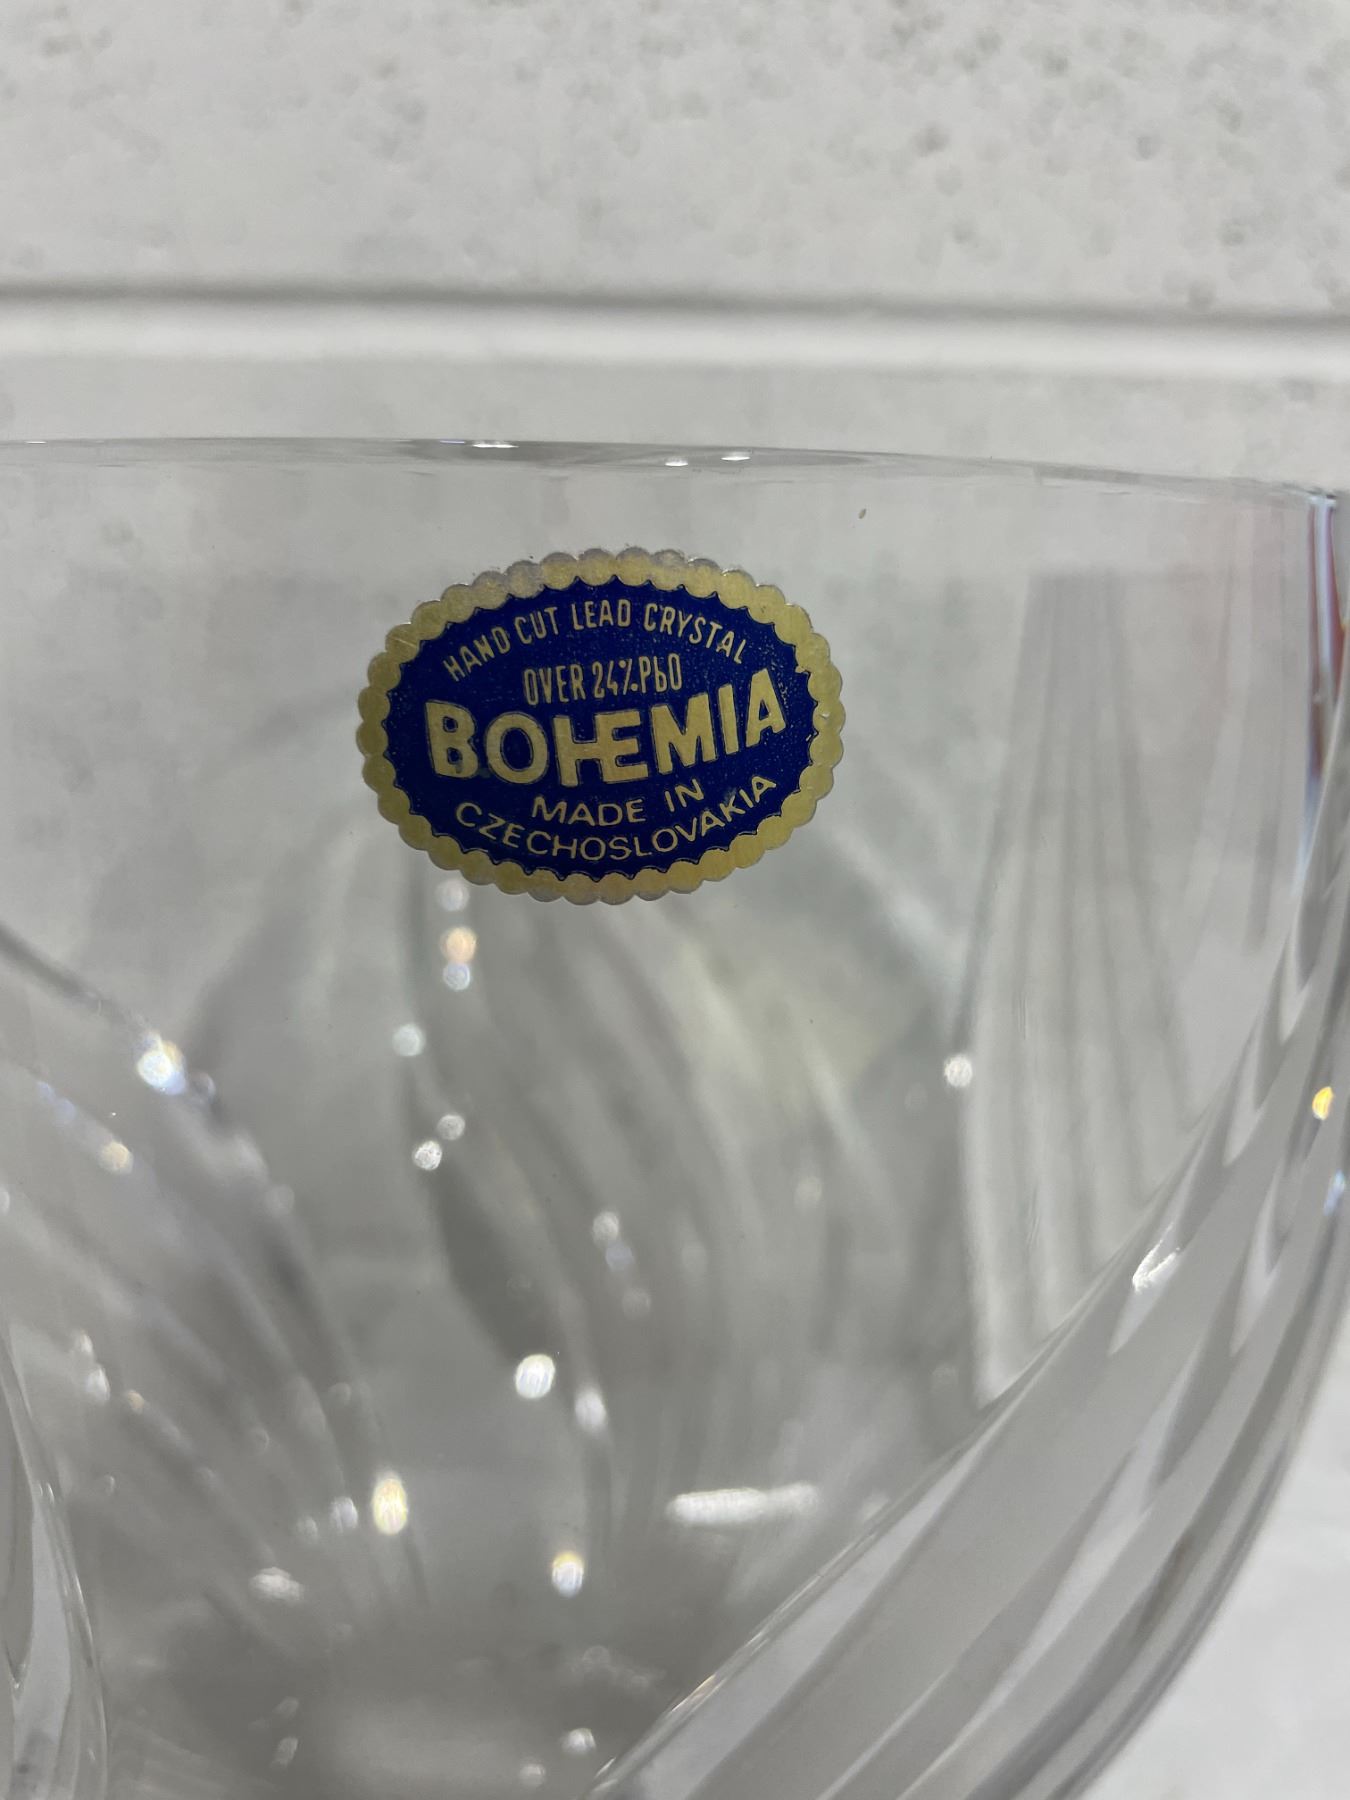 HAND CUT LEAD CRYSTAL
OVER 24% PbO
BOHEMIA
MADE IN
CZECHOSLOVAKIA